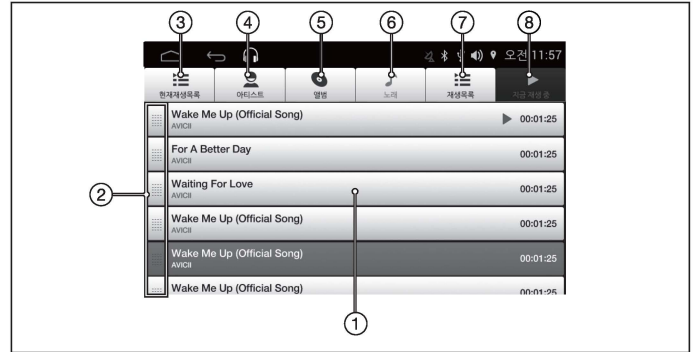 ③ ④ ⑤ ⑥ ⑦ ⑧
오전 11:57
현재재생목록 아티스트 앨범 노래 재생목록 지금 재생 중
Wake Me Up (Official Song)
AVICII
00:01:25
For A Better Day
AVICII
00:01:25
②
Waiting For Love
AVICII
00:01:25
Wake Me Up (Official Song)
AVICII
00:01:25
Wake Me Up (Official Song)
AVICII
00:01:25
Wake Me Up (Official Song)
00:01:25
①